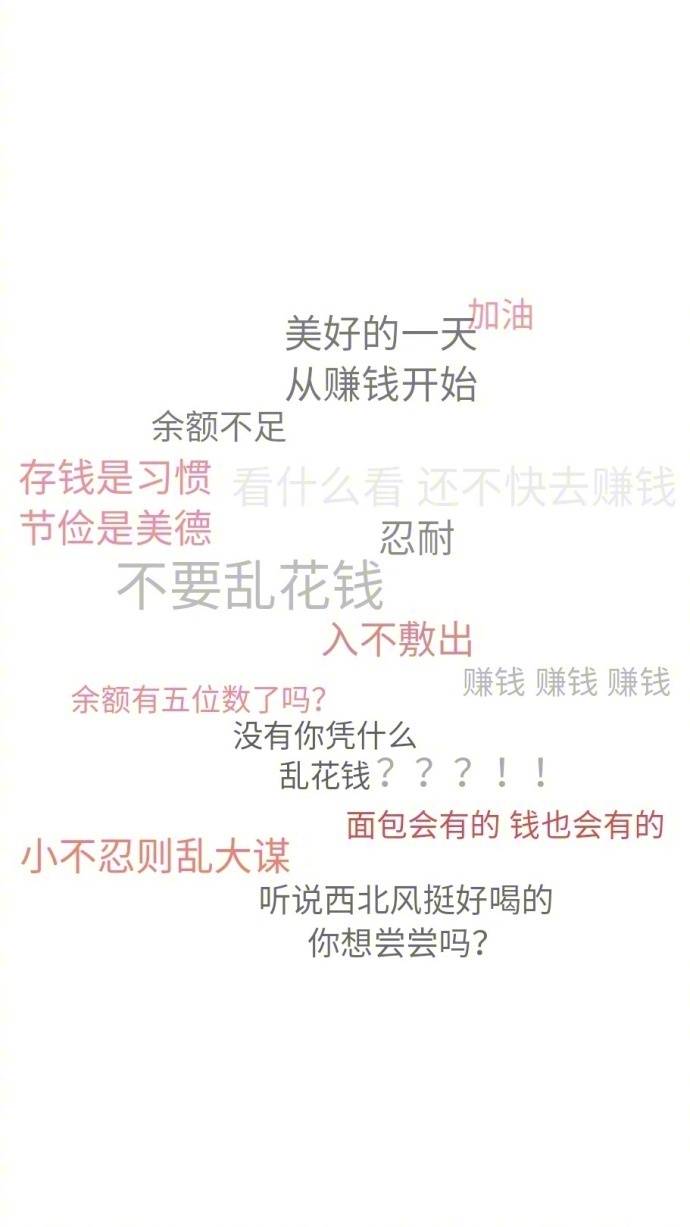 加油
美好的一天
从赚钱开始
余额不足
存钱是习惯
看什么看 还不快去赚钱
节俭是美德
忍耐
不要乱花钱
入不敷出
赚钱 赚钱 赚钱
余额有五位数了吗？
没有你凭什么
乱花钱？？？！！
面包会有的 钱也会有的
小不忍则乱大谋
听说西北风挺好喝的
你想尝尝吗？